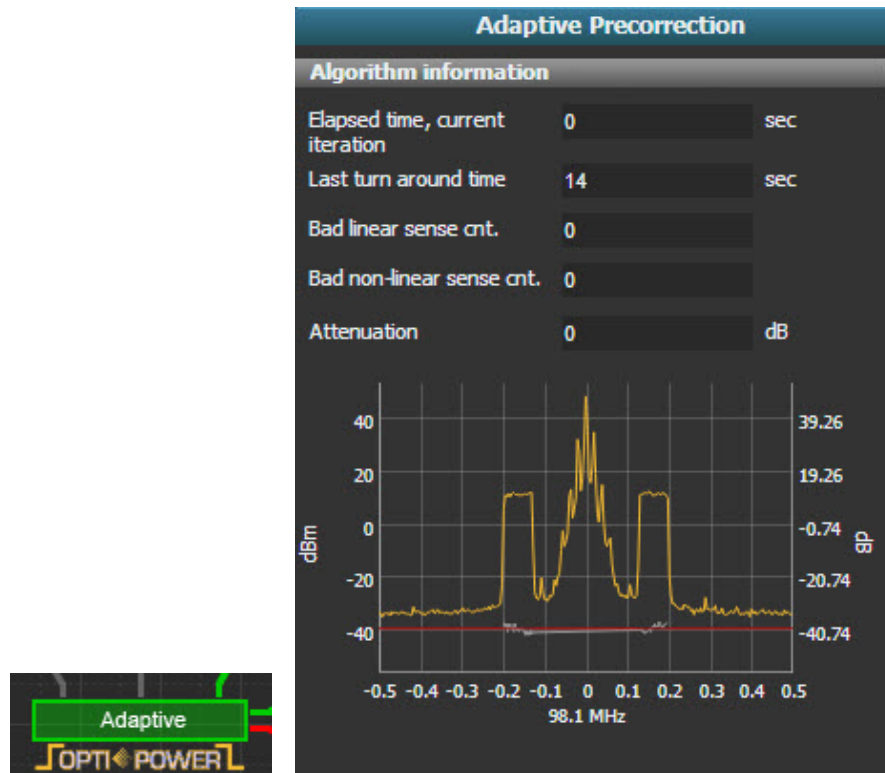 Adaptive Precorrection
Algorithm information
Elapsed time, current
iteration
0
sec
Last turn around time
14
sec
Bad linear sense cnt.
0
Bad non-linear sense cnt.
0
Attenuation
0
dB
40
20
0
-20
-40
dBm
39.26
19.26
-0.74
-20.74
-40.74
dB
-0.5 -0.4 -0.3 -0.2 -0.1 0 0.1 0.2 0.3 0.4 0.5
98.1 MHz
Adaptive
OPTI POWER